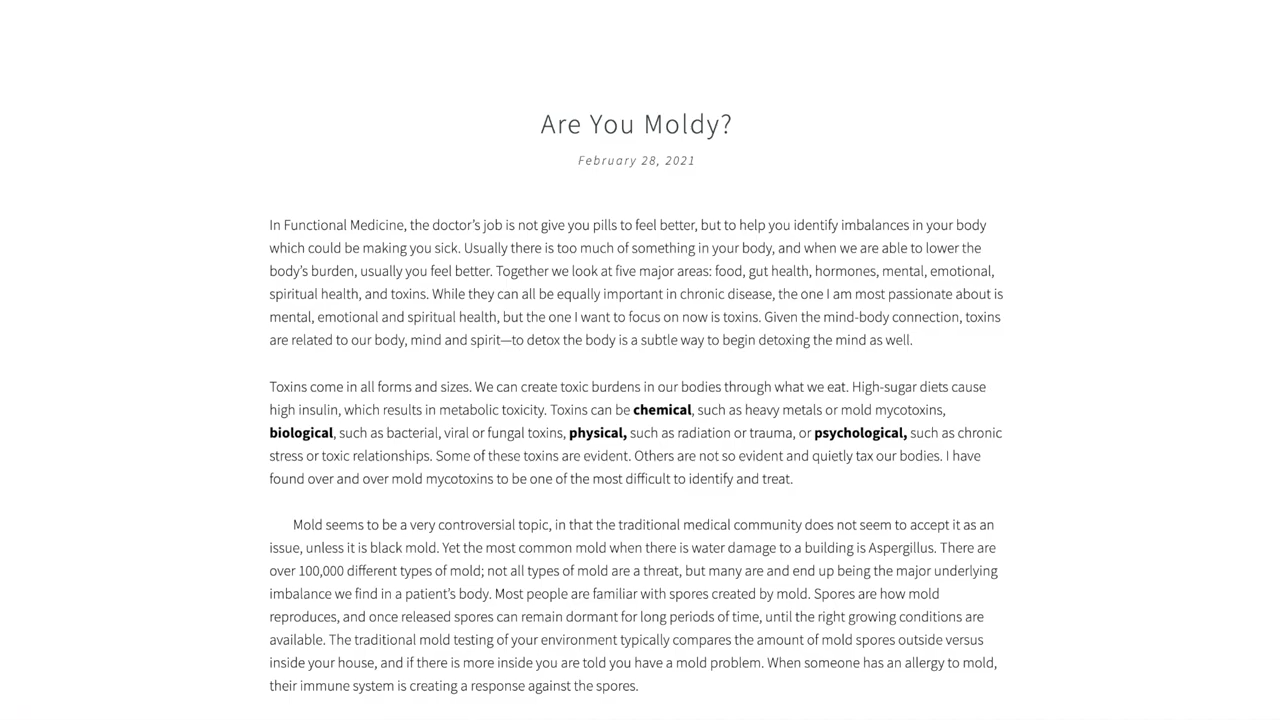 Are You Moldy?
February 28, 2021
In Functional Medicine, the doctor’s job is not give you pills to feel better, but to help you identify imbalances in your body
which could be making you sick. Usually there is too much of something in your body, and when we are able to lower the
body’s burden, usually you feel better. Together we look at five major areas: food, gut health, hormones, mental, emotional,
spiritual health, and toxins. While they can all be equally important in chronic disease, the one I am most passionate about is
mental, emotional and spiritual health, but the one I want to focus on now is toxins. Given the mind-body connection, toxins
are related to our body, mind and spirit—to detox the body is a subtle way to begin detoxing the mind as well.
Toxins come in all forms and sizes. We can create toxic burdens in our bodies through what we eat. High-sugar diets cause
high insulin, which results in metabolic toxicity. Toxins can be chemical, such as heavy metals or mold mycotoxins,
biological, such as bacterial, viral or fungal toxins, physical, such as radiation or trauma, or psychological, such as chronic
stress or toxic relationships. Some of these toxins are evident. Others are not so evident and quietly tax our bodies. I have
found over and over mold mycotoxins to be one of the most difficult to identify and treat.
Mold seems to be a very controversial topic, in that the traditional medical community does not seem to accept it as an
issue, unless it is black mold. Yet the most common mold when there is water damage to a building is Aspergillus. There are
over 100,000 different types of mold; not all types of mold are a threat, but many are and end up being the major underlying
imbalance we find in a patient’s body. Most people are familiar with spores created by mold. Spores are how mold
reproduces, and once released spores can remain dormant for long periods of time, until the right growing conditions are
available. The traditional mold testing of your environment typically compares the amount of mold spores outside versus
inside your house, and if there is more inside you are told you have a mold problem. When someone has an allergy to mold,
their immune system is creating a response against the spores.